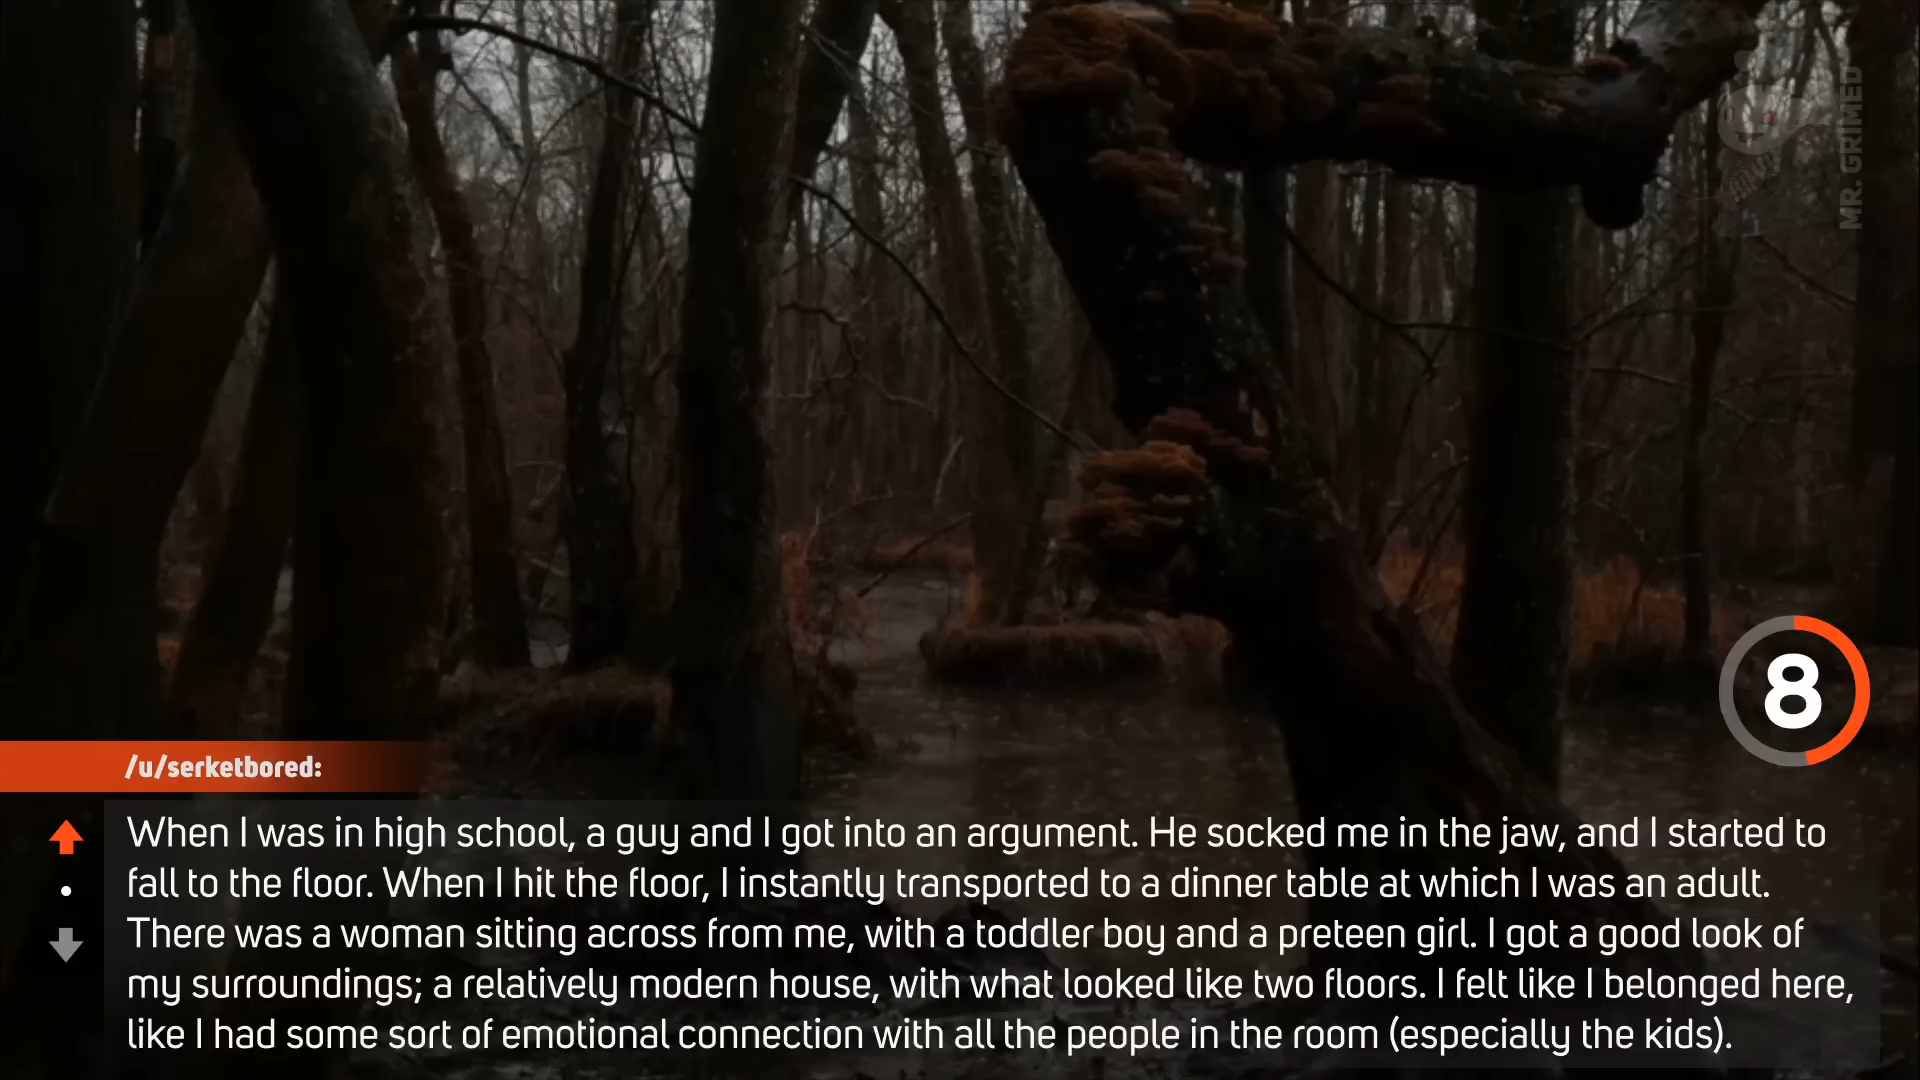 MR. GRIMED
8
/u/serketbored:
When I was in high school, a guy and I got into an argument. He socked me in the jaw, and I started to
fall to the floor. When I hit the floor, I instantly transported to a dinner table at which I was an adult.
There was a woman sitting across from me, with a toddler boy and a preteen girl. I got a good look of
my surroundings; a relatively modern house, with what looked like two floors. I felt like I belonged here,
like I had some sort of emotional connection with all the people in the room (especially the kids).